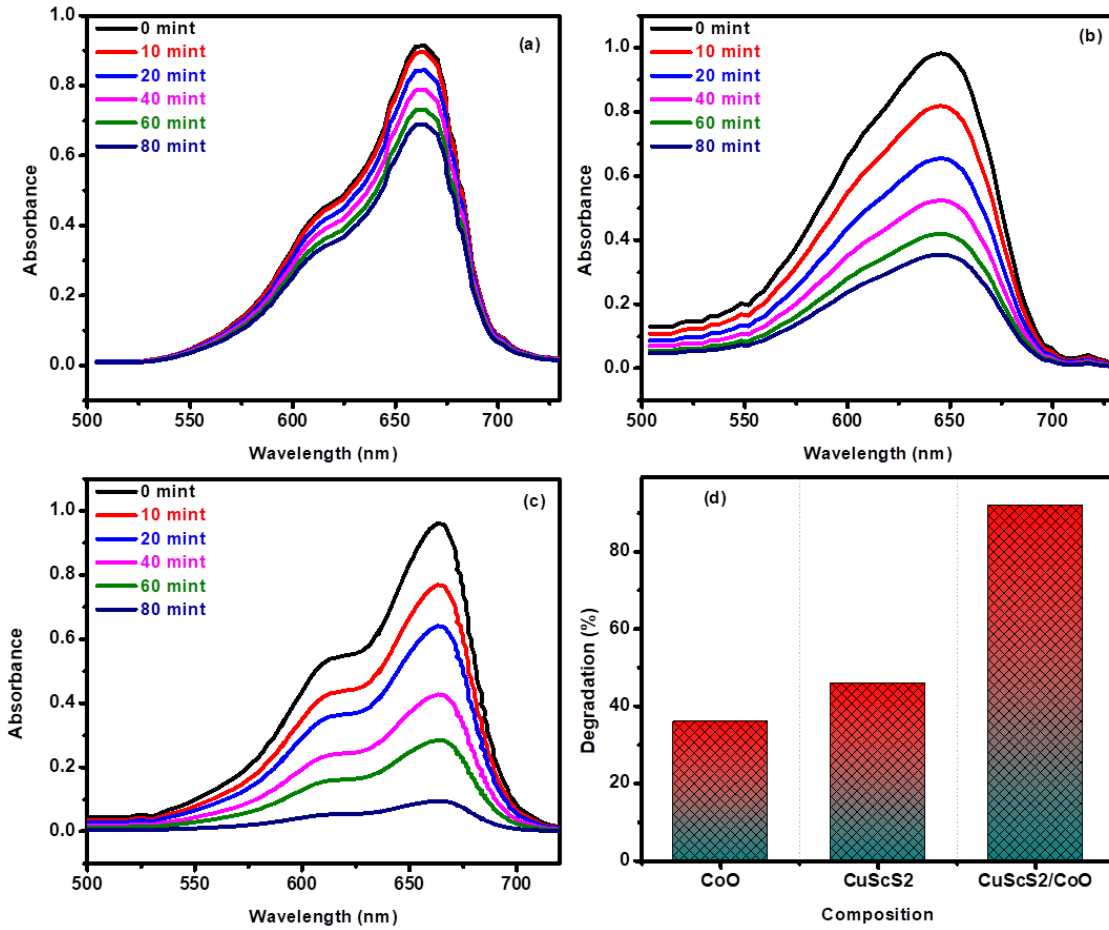 (a)
0 mint
10 mint
20 mint
40 mint
60 mint
80 mint
1.0
0.8
0.6
0.4
0.2
0.0
Absorbance
500 550 600 650 700
Wavelength (nm)
(b)
0 mint
10 mint
20 mint
40 mint
60 mint
80 mint
1.0
0.8
0.6
0.4
0.2
0.0
Absorbance
500 550 600 650 700
Wavelength (nm)
(c)
0 mint
10 mint
20 mint
40 mint
60 mint
80 mint
1.0
0.8
0.6
0.4
0.2
0.0
Absorbance
500 550 600 650 700
Wavelength (nm)
(d)
80
60
40
20
0
Degradation (%)
CoO CuScS2 CuScS2/CoO
Composition